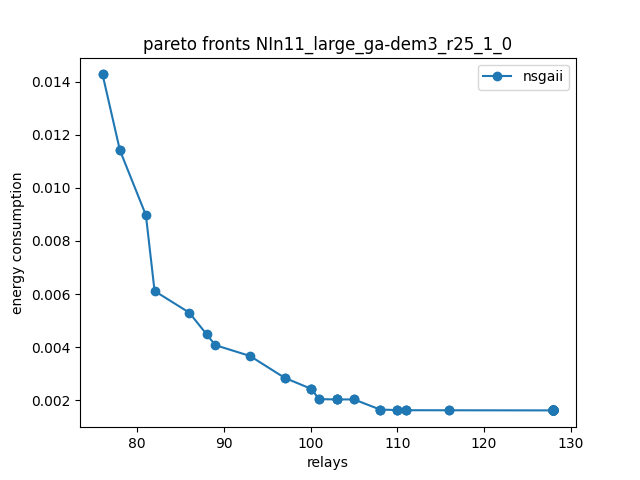 pareto fronts NIn11_large_ga-dem3_r25_1_0
nsgaii
0.014
0.012
0.010
0.008
0.006
0.004
0.002
energy consumption
80 90 100 110 120 130
relays